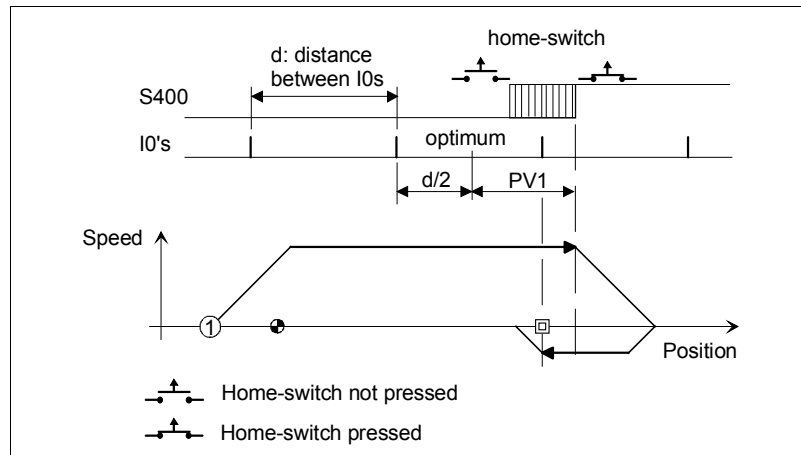 home-switch
d: distance
between I0s
S400
I0's
optimum
d/2
PV1
Speed
1
Position
Home-switch not pressed
Home-switch pressed